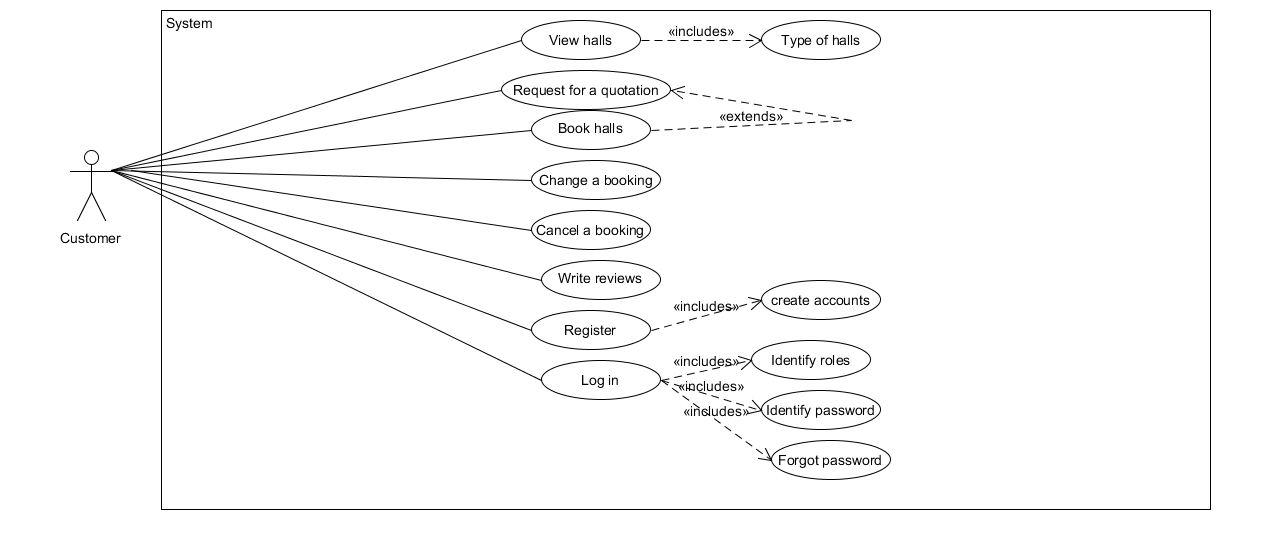 System
View halls
«includes»
Type of halls
Request for a quotation
«extends»
Book halls
Change a booking
Cancel a booking
Customer
Write reviews
«includes»
create accounts
Register
«includes»
Identify roles
Log in
«includes»
«includes»
Identify password
Forgot password